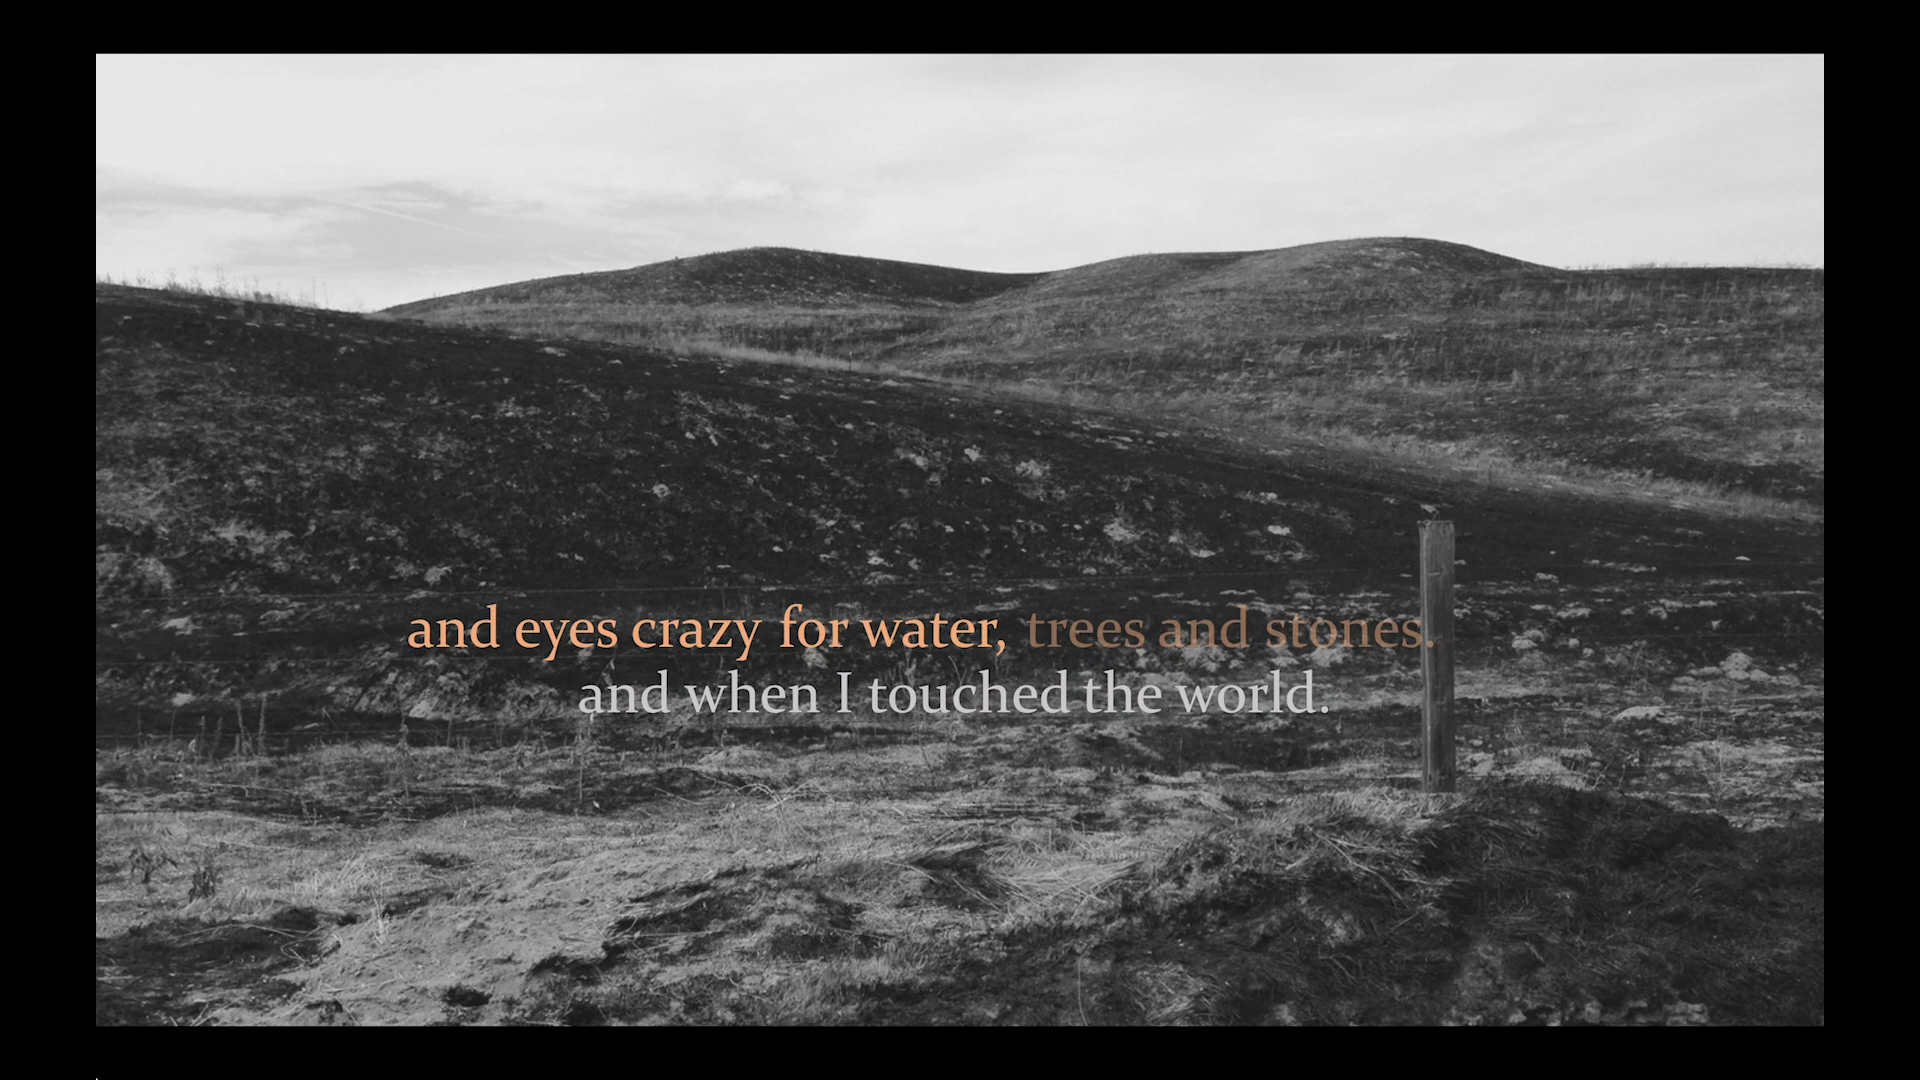 and eyes crazy for water, trees and stones.
and when I touched the world.